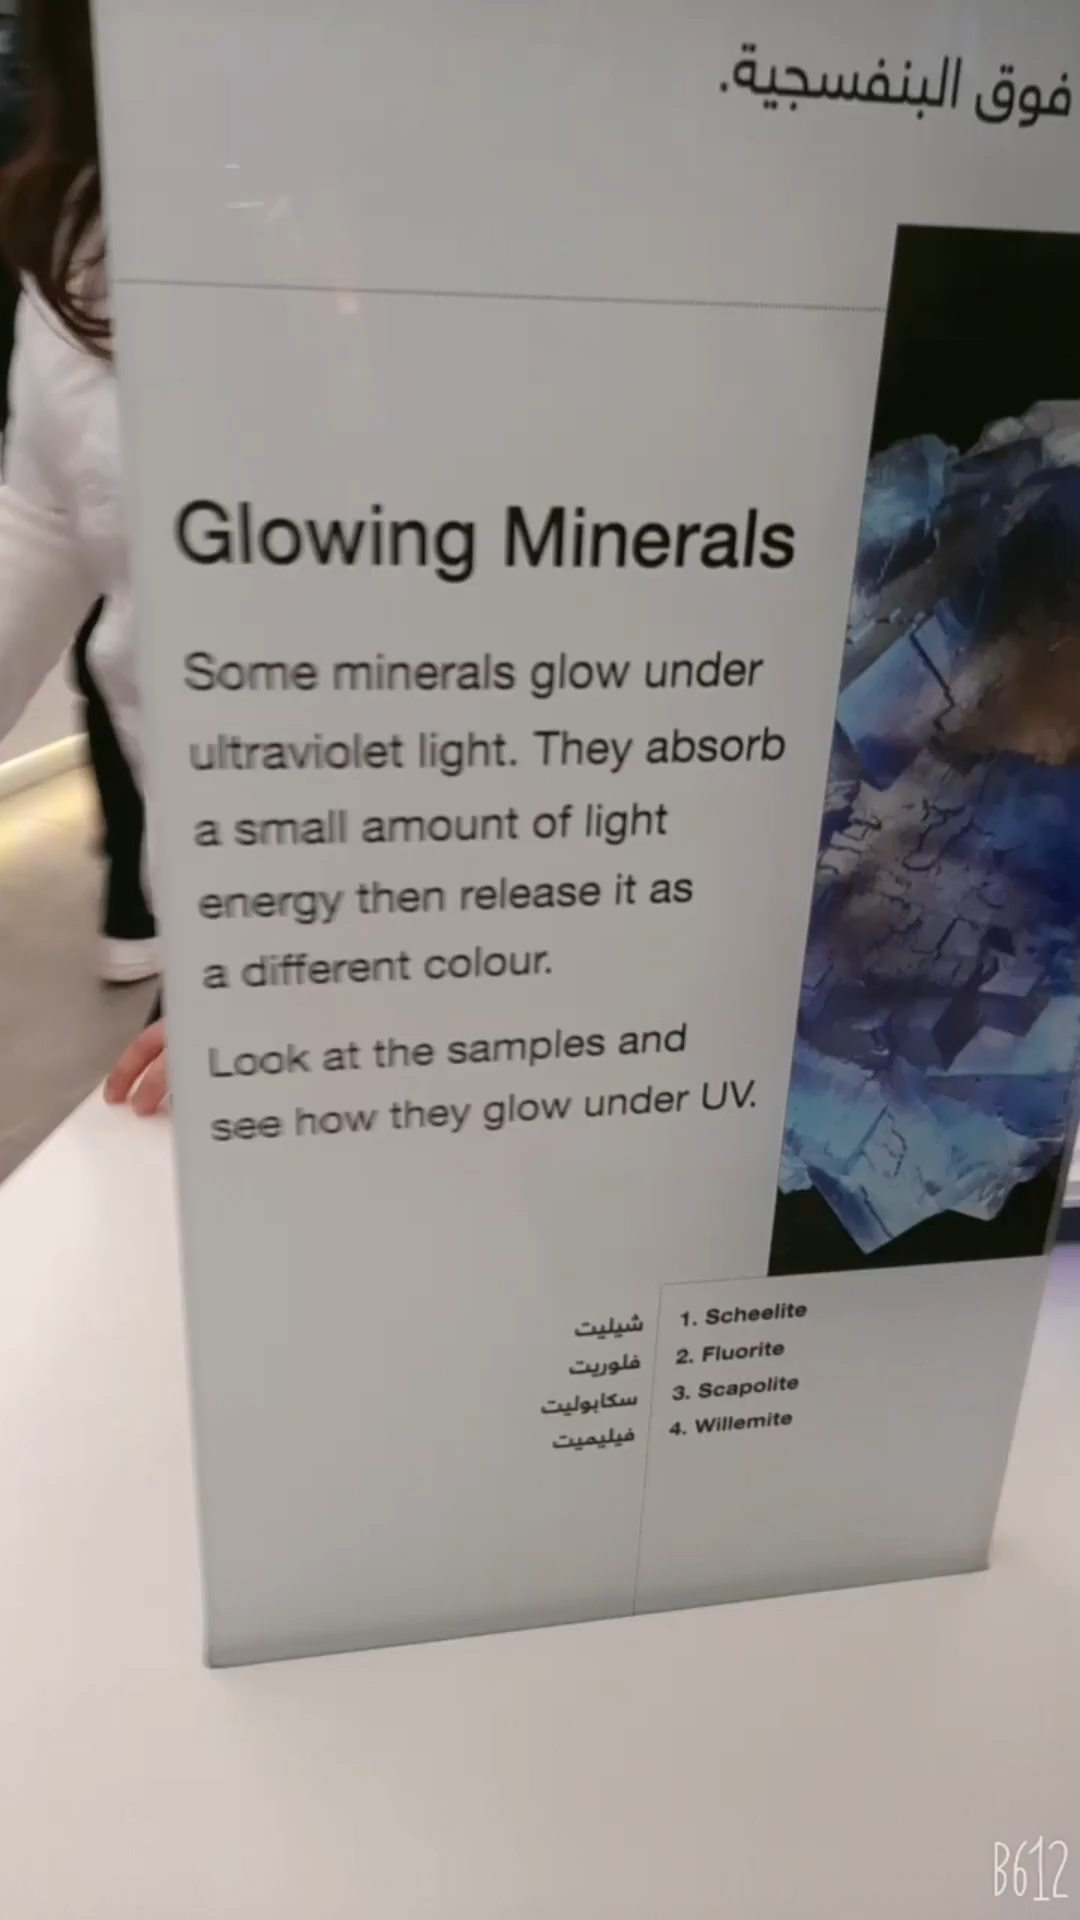 فوق البنفسجية.
Glowing Minerals
Some minerals glow under
ultraviolet light. They absorb
a small amount of light
energy then release it as
a different colour.
Look at the samples and
see how they glow under UV.
شيليت
فلوريت
سكابوليت
فيليميت
1. Scheelite
2. Fluorite
3. Scapolite
4. Willemite
B612